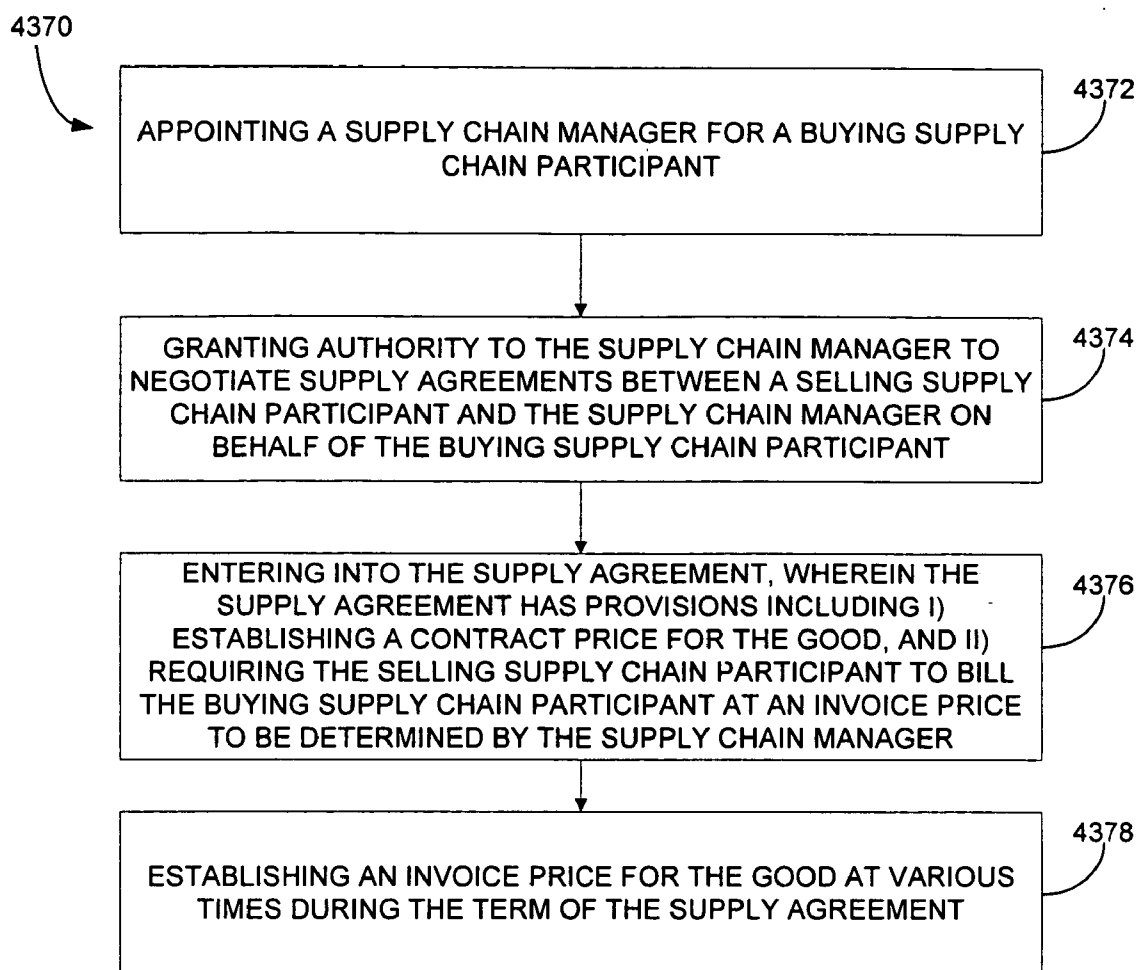 4370
4372
APPOINTING A SUPPLY CHAIN MANAGER FOR A BUYING SUPPLY
CHAIN PARTICIPANT
4374
GRANTING AUTHORITY TO THE SUPPLY CHAIN MANAGER TO
NEGOTIATE SUPPLY AGREEMENTS BETWEEN A SELLING SUPPLY
CHAIN PARTICIPANT AND THE SUPPLY CHAIN MANAGER ON
BEHALF OF THE BUYING SUPPLY CHAIN PARTICIPANT
4376
ENTERING INTO THE SUPPLY AGREEMENT, WHEREIN THE
SUPPLY AGREEMENT HAS PROVISIONS INCLUDING I)
ESTABLISHING A CONTRACT PRICE FOR THE GOOD, AND II)
REQUIRING THE SELLING SUPPLY CHAIN PARTICIPANT TO BILL
THE BUYING SUPPLY CHAIN PARTICIPANT AT AN INVOICE PRICE
TO BE DETERMINED BY THE SUPPLY CHAIN MANAGER
4378
ESTABLISHING AN INVOICE PRICE FOR THE GOOD AT VARIOUS
TIMES DURING THE TERM OF THE SUPPLY AGREEMENT